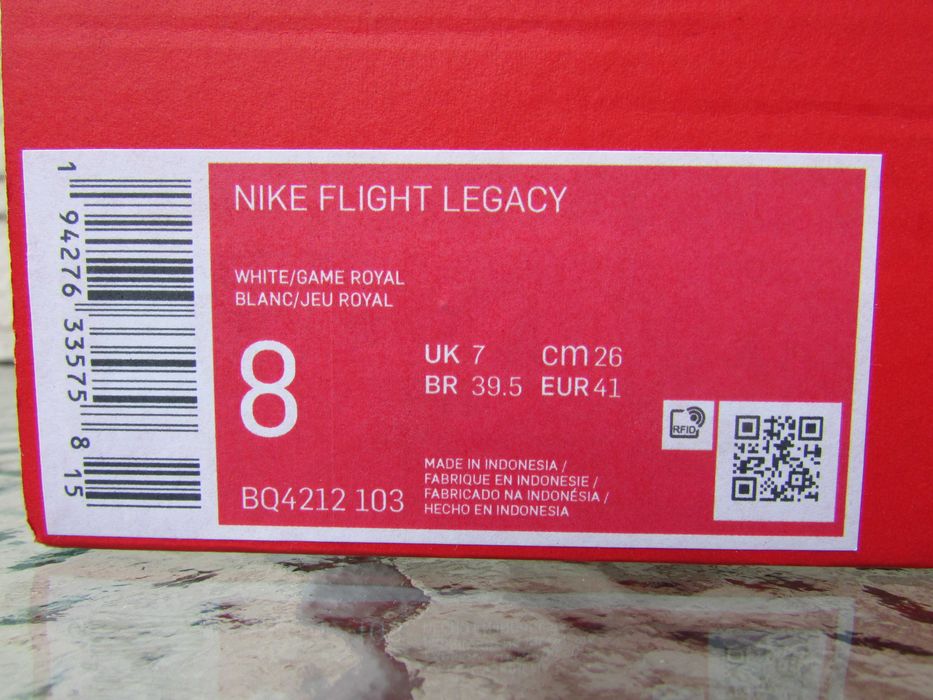 1 94276 33575 8 15
NIKE FLIGHT LEGACY
WHITE/GAME ROYAL
BLANC/JEU ROYAL
8
UK 7 cm 26
BR 39.5 EUR 41
RFID
BQ4212 103
MADE IN INDONESIA /
FABRIQUE EN INDONESIE /
FABRICADO NA INDONÉSIA /
HECHO EN INDONESIA